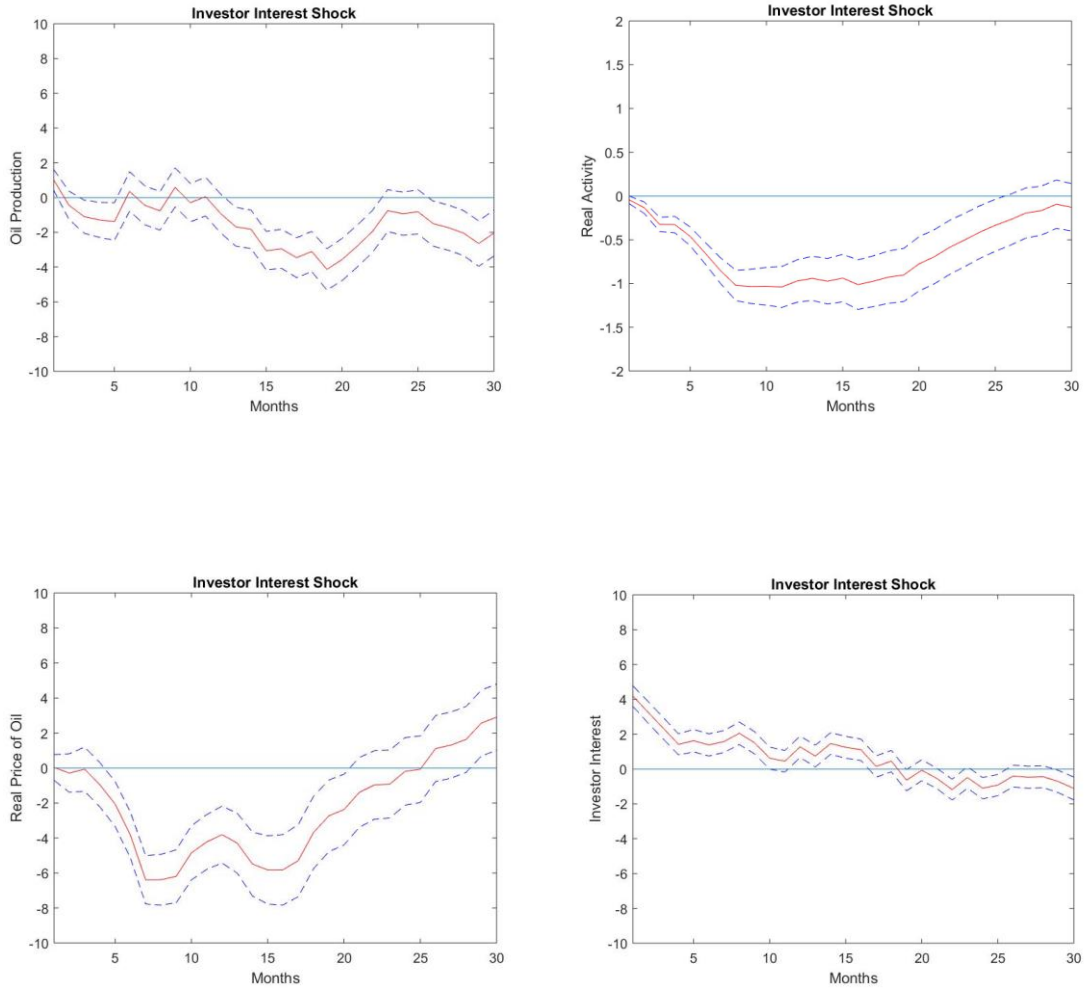 Investor Interest Shock
10
8
6
4
2
0
-2
-4
-6
-8
-10
Oil Production
5 10 15 20 25 30
Months
Investor Interest Shock
2
1.5
1
0.5
0
-0.5
-1
-1.5
-2
Real Activity
5 10 15 20 25 30
Months
Investor Interest Shock
10
8
6
4
2
0
-2
-4
-6
-8
-10
Real Price of Oil
5 10 15 20 25 30
Months
Investor Interest Shock
10
8
6
4
2
0
-2
-4
-6
-8
-10
Investor Interest
5 10 15 20 25 30
Months